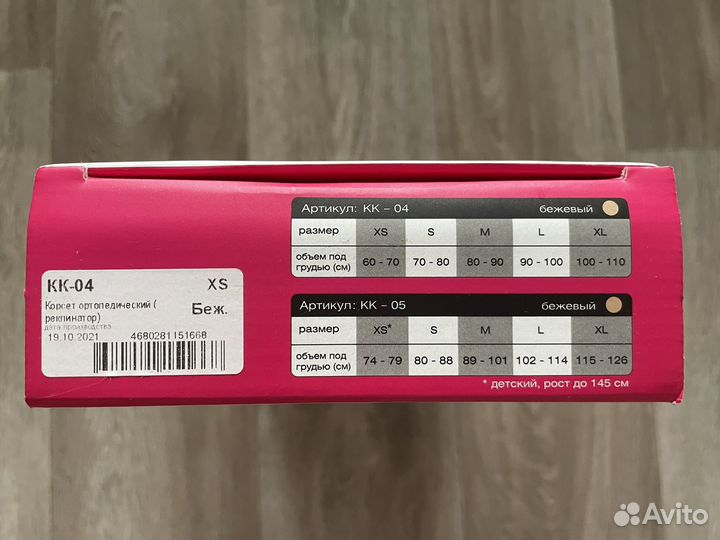 КК-04 XS
Корсет ортопедический (
реклинатор) Беж.
дата производства
19.10.2021 4680281151668
Артикул: КК – 04 бежевый
размер XS S M L XL
объем под
грудью (см) 60 - 70 70 - 80 80 - 90 90 - 100 100 - 110
Артикул: КК – 05 бежевый
размер XS* S M L XL
объем под
грудью (см) 74 - 79 80 - 88 89 - 101 102 - 114 115 - 126
* детский, рост до 145 см
Avito